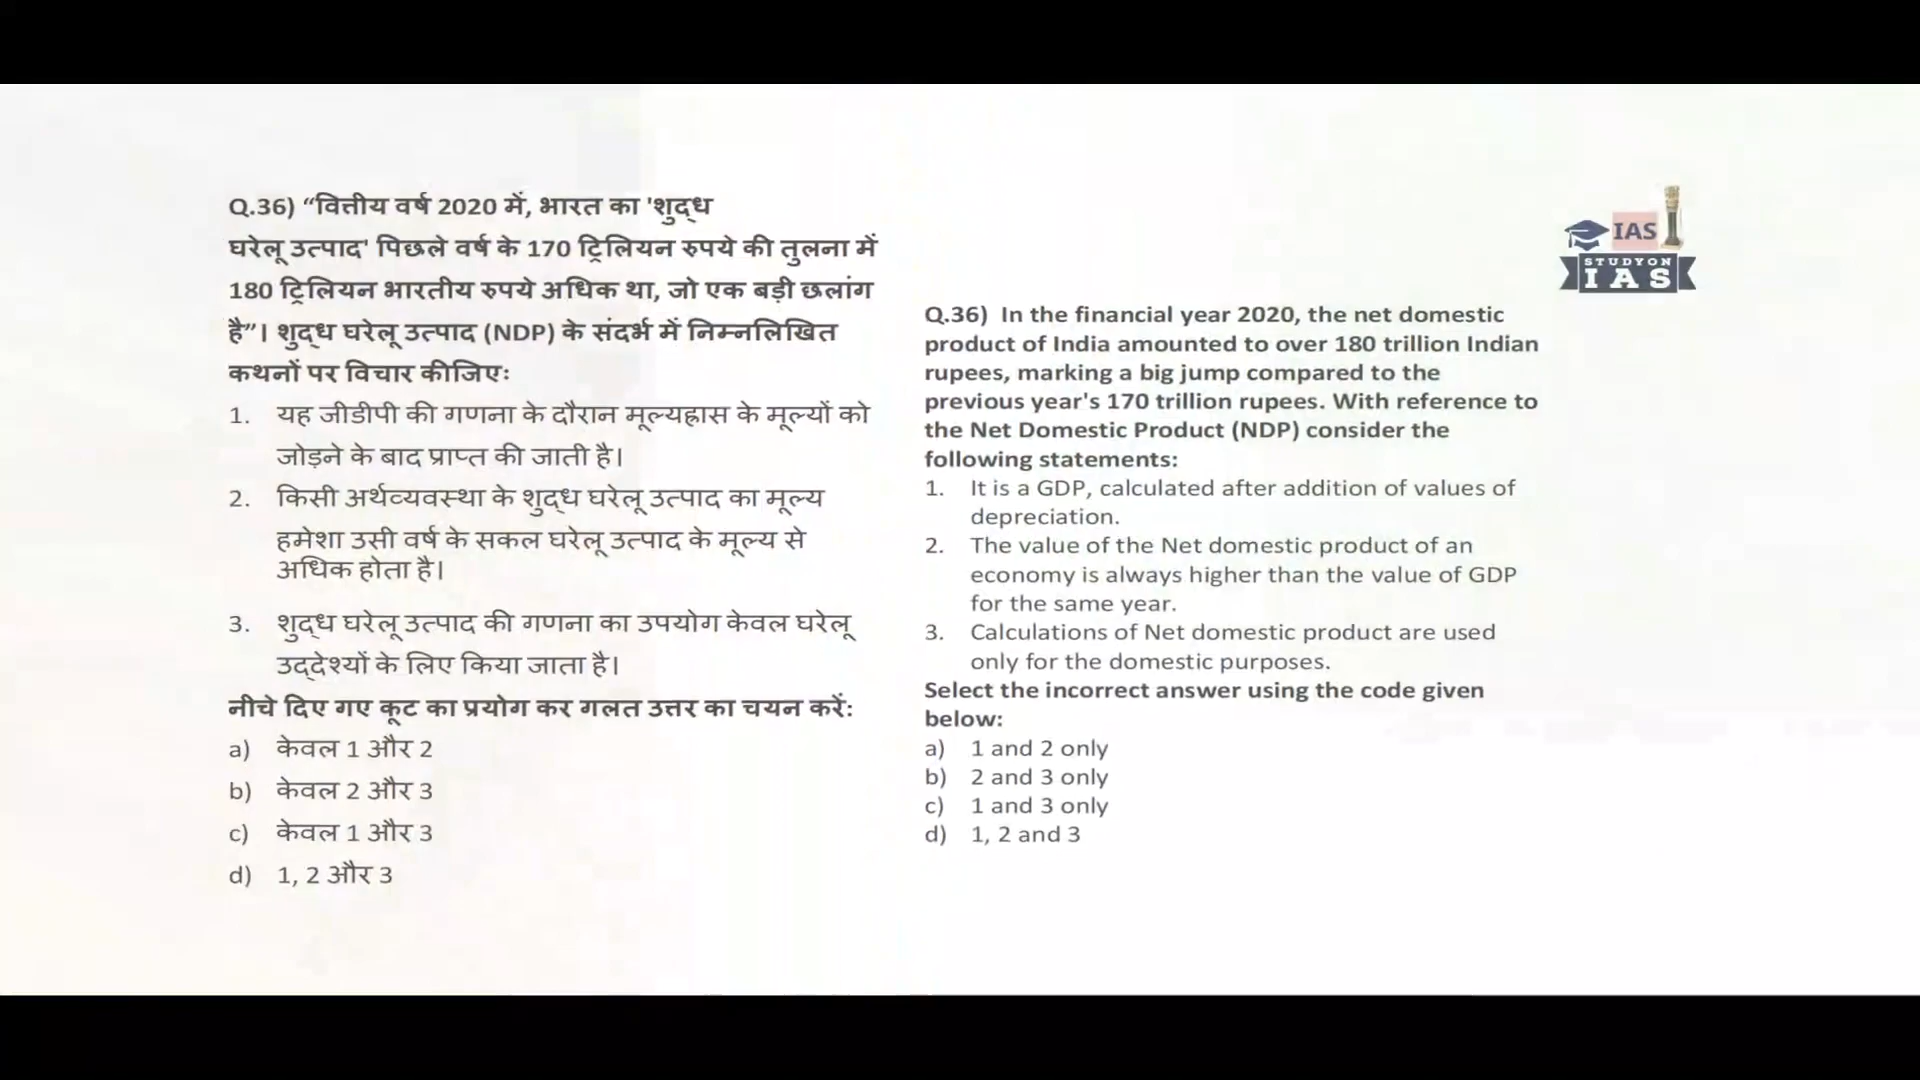 Q.36) “वित्तीय वर्ष 2020 में, भारत का 'शुद्ध
घरेलू उत्पाद' पिछले वर्ष के 170 ट्रिलियन रुपये की तुलना में
180 ट्रिलियन भारतीय रुपये अधिक था, जो एक बड़ी छलांग
है”। शुद्ध घरेलू उत्पाद (NDP) के संदर्भ में निम्नलिखित
कथनों पर विचार कीजिए:
1. यह जीडीपी की गणना के दौरान मूल्यह्रास के मूल्यों को
जोड़ने के बाद प्राप्त की जाती है।
2. किसी अर्थव्यवस्था के शुद्ध घरेलू उत्पाद का मूल्य
हमेशा उसी वर्ष के सकल घरेलू उत्पाद के मूल्य से
अधिक होता है।
3. शुद्ध घरेलू उत्पाद की गणना का उपयोग केवल घरेलू
उद्देश्यों के लिए किया जाता है।
नीचे दिए गए कूट का प्रयोग कर गलत उत्तर का चयन करें:
a) केवल 1 और 2
b) केवल 2 और 3
c) केवल 1 और 3
d) 1, 2 और 3
IAS
STUDYON
IAS
Q.36) In the financial year 2020, the net domestic
product of India amounted to over 180 trillion Indian
rupees, marking a big jump compared to the
previous year's 170 trillion rupees. With reference to
the Net Domestic Product (NDP) consider the
following statements:
1. It is a GDP, calculated after addition of values of
depreciation.
2. The value of the Net domestic product of an
economy is always higher than the value of GDP
for the same year.
3. Calculations of Net domestic product are used
only for the domestic purposes.
Select the incorrect answer using the code given
below:
a) 1 and 2 only
b) 2 and 3 only
c) 1 and 3 only
d) 1, 2 and 3